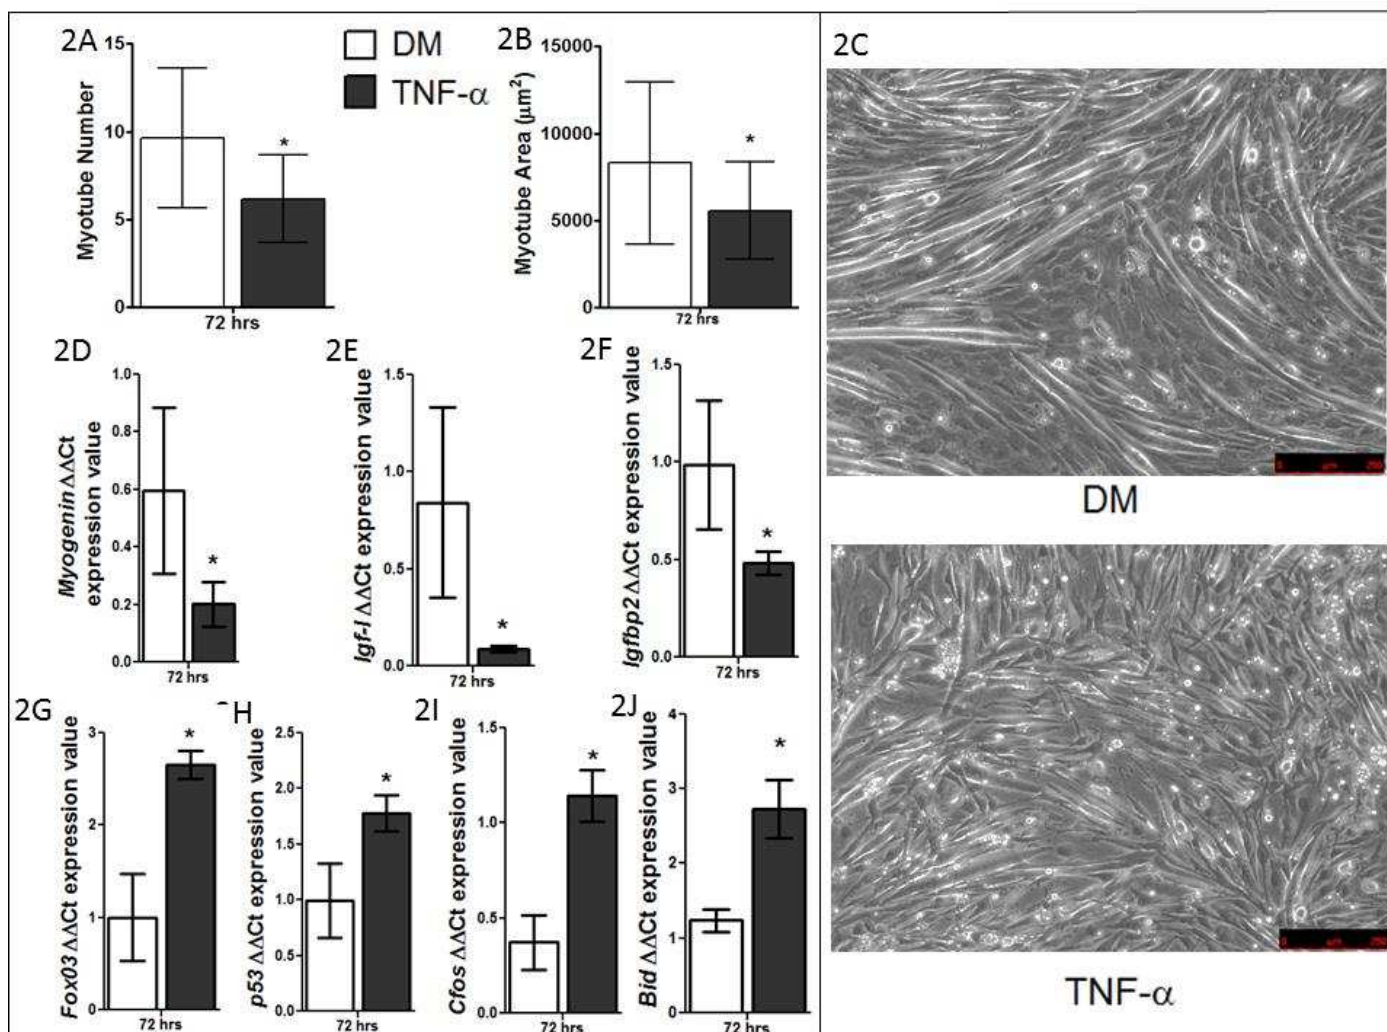 2A
Myotube Number
15
10
5
0
*
72 hrs
DM
TNF-α
2B
Myotube Area (μm²)
15000
10000
5000
0
*
72 hrs
2C
0 μm 250
DM
0 μm 250
TNF-α
2D
Myogenin ΔΔCt
expression value
1.0
0.8
0.6
0.4
0.2
0.0
*
72 hrs
2E
Igf-I ΔΔCt expression value
1.5
1.0
0.5
0.0
*
72 hrs
2F
Igfbp2 ΔΔCt expression value
1.5
1.0
0.5
0.0
*
72 hrs
2G
Fox03 ΔΔCt expression value
3
2
1
0
*
72 hrs
H
p53 ΔΔCt expression value
2.5
2.0
1.5
1.0
0.5
0.0
*
72 hrs
2I
Cfos ΔΔCt expression value
1.5
1.0
0.5
0.0
*
72 hrs
2J
Bid ΔΔCt expression value
4
3
2
1
0
*
72 hrs